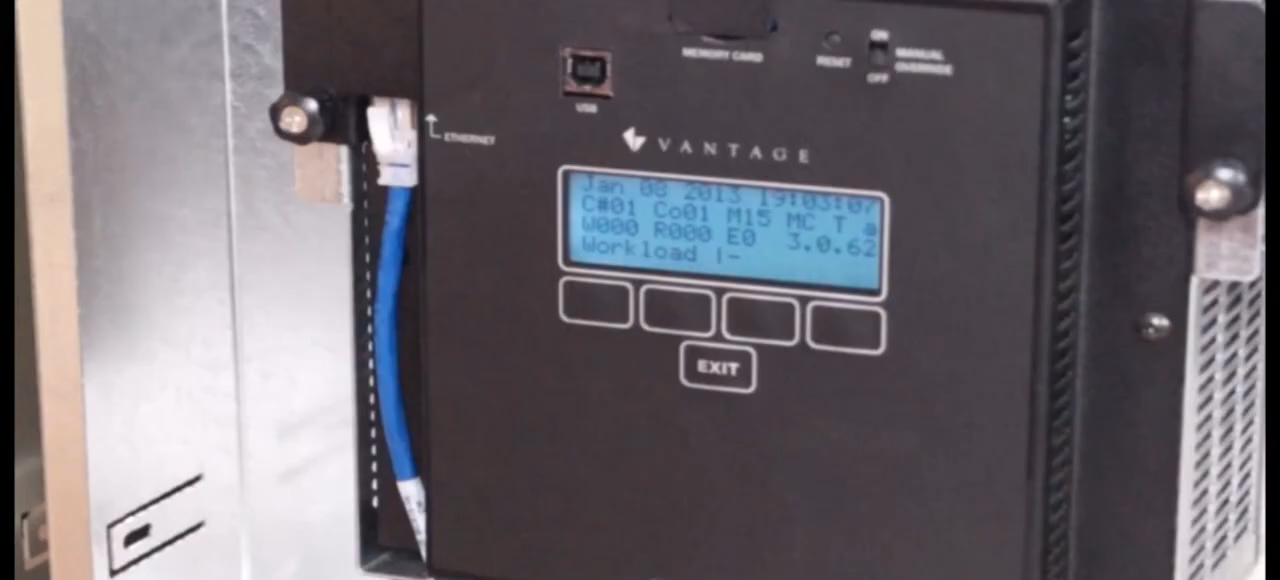 MEMORY CARD
RESET
ON
OFF
MANUAL
OVERRIDE
USB
ETHERNET
VANTAGE
Jan 08 2013 19:03:07
C#01 Co01 M15 MC T a
W000 R000 E0 3.0.62
Workload |-
EXIT